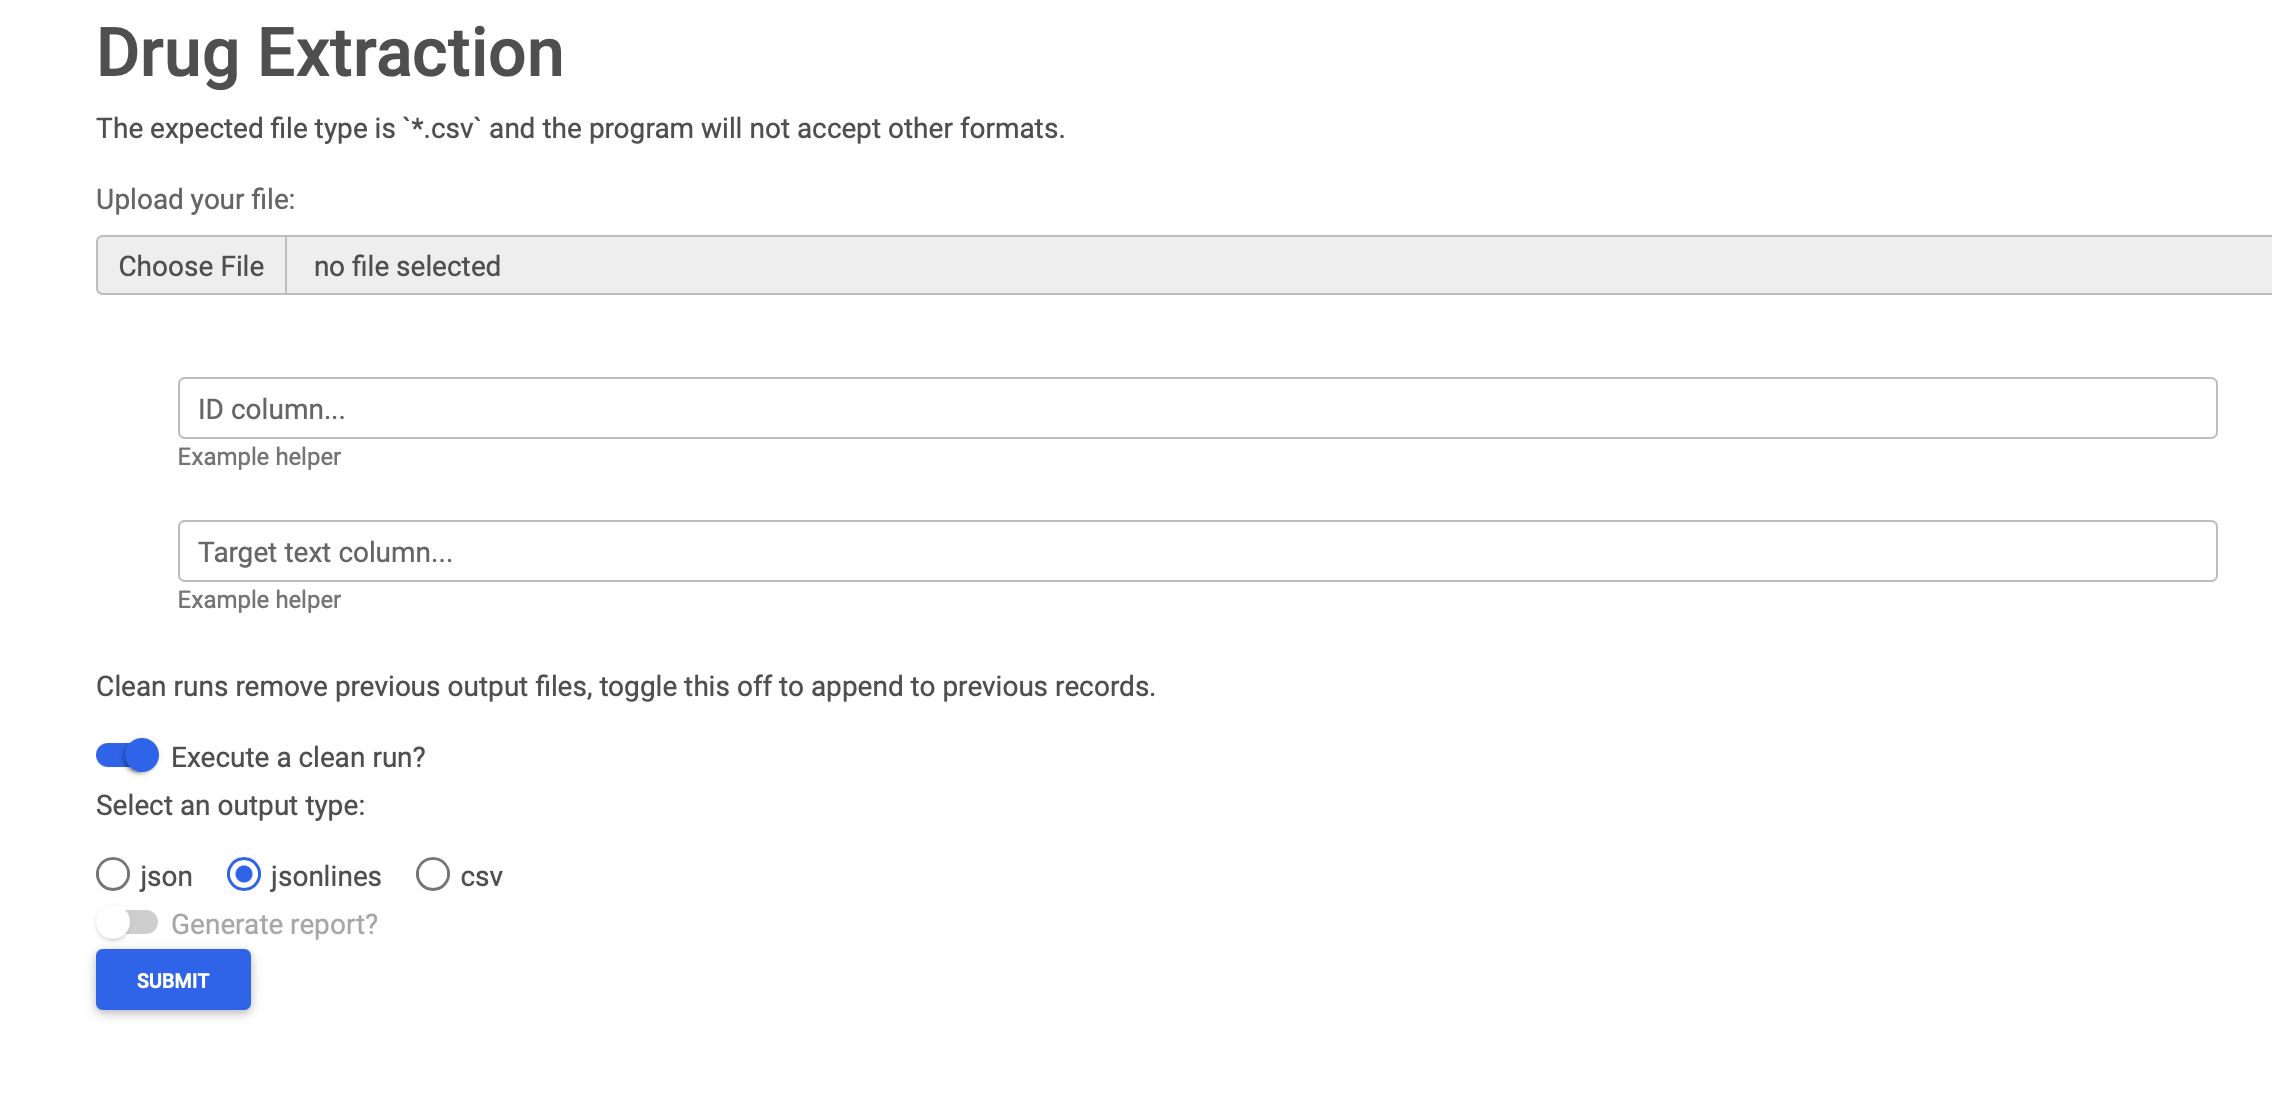 Drug Extraction
The expected file type is `*.csv` and the program will not accept other formats.
Upload your file:
Choose File no file selected
ID column...
Example helper
Target text column...
Example helper
Clean runs remove previous output files, toggle this off to append to previous records.
Execute a clean run?
Select an output type:
json jsonlines csv
Generate report?
SUBMIT